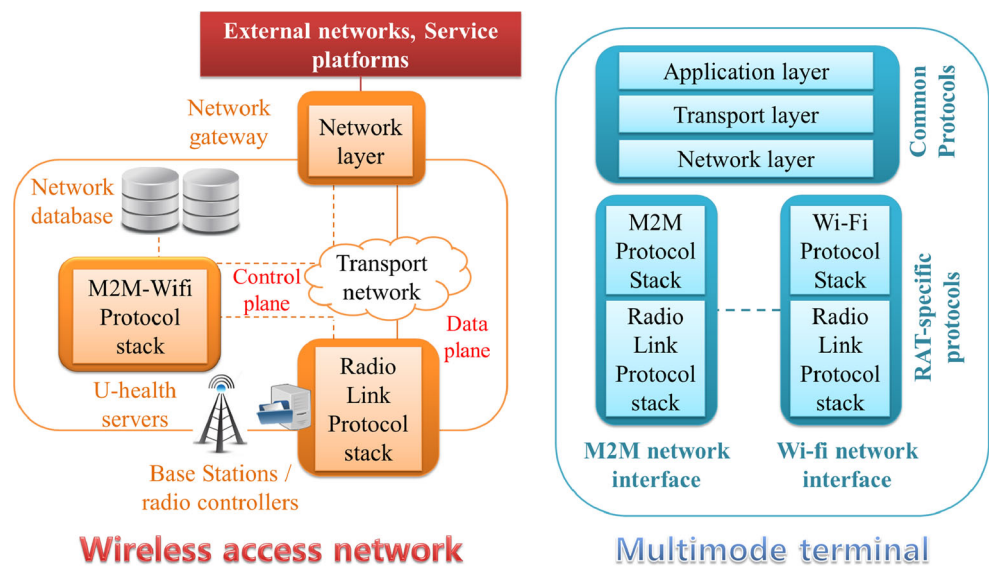 External networks, Service
platforms
Network
gateway
Network
layer
Network
database
M2M-Wifi
Protocol
stack
Control
plane
Transport
network
Data
plane
U-health
servers
Radio
Link
Protocol
stack
Base Stations /
radio controllers
Wireless access network
Application layer
Transport layer
Network layer
Common
Protocols
M2M
Protocol
Stack
Radio
Link
Protocol
stack
Wi-Fi
Protocol
Stack
Radio
Link
Protocol
stack
RAT-specific
protocols
M2M network
interface
Wi-fi network
interface
Multimode terminal